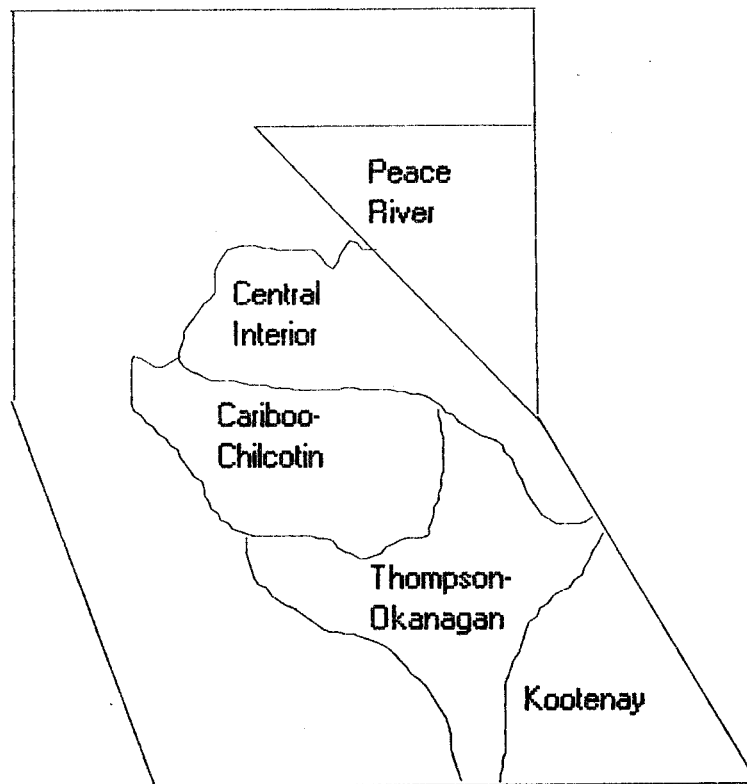 Peace
River
Central
Interior
Cariboo-
Chilcotin
Thompson-
Okanagan
Kootenay